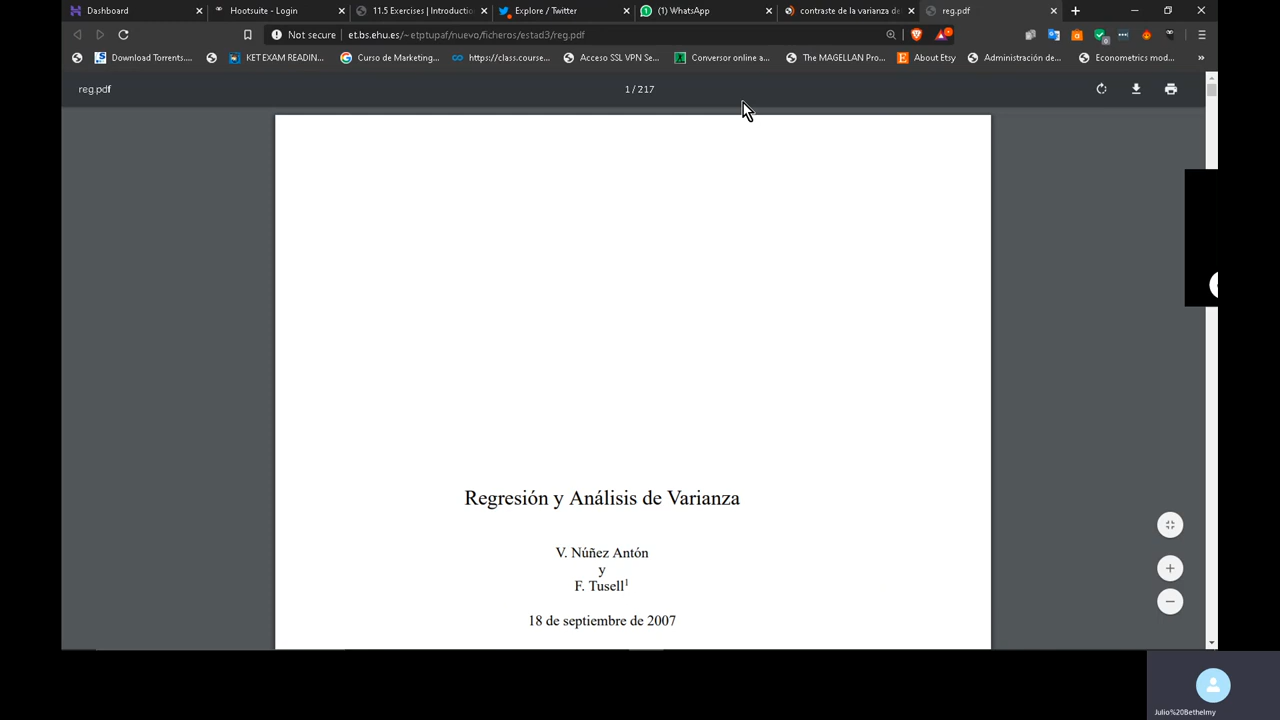 Dashboard
Hootsuite - Login
11.5 Exercises | Introductio
Explore / Twitter
(1) WhatsApp
contraste de la varianza de
reg.pdf
Not secure
et.bs.ehu.es/~etptupaf/nuevo/ficheros/estad3/reg.pdf
Download Torrents....
KET EXAM READIN...
Curso de Marketing...
https://class.course...
Acceso SSL VPN Se...
Conversor online a...
The MAGELLAN Pro...
About Etsy
Administración de...
Econometrics mod...
»
reg.pdf
1 / 217
Regresión y Análisis de Varianza
V. Núñez Antón
y
F. Tusell1
18 de septiembre de 2007
Julio%20Bethelmy